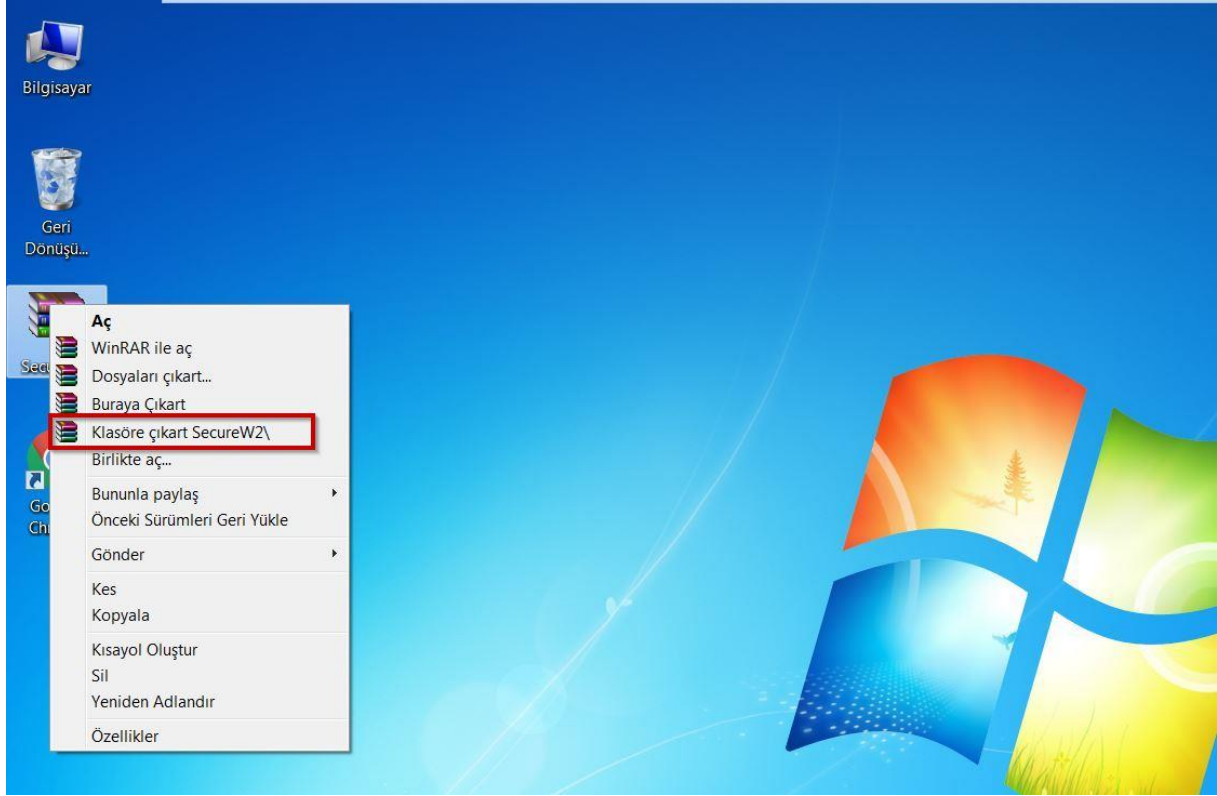 Bilgisayar
Geri
Dönüşü...
Aç
WinRAR ile aç
Dosyaları çıkart...
Buraya Çıkart
Klasöre çıkart SecureW2\
Birlikte aç...
Bununla paylaş
Önceki Sürümleri Geri Yükle
Gönder
Kes
Kopyala
Kısayol Oluştur
Sil
Yeniden Adlandır
Özellikler